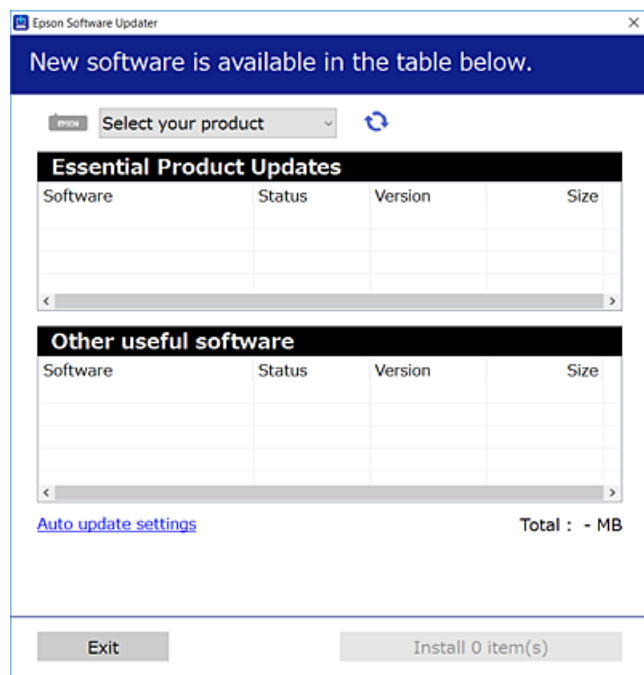 Epson Software Updater
New software is available in the table below.
EPSON Select your product
Essential Product Updates
Software Status Version Size
Other useful software
Software Status Version Size
Auto update settings Total : - MB
Exit Install 0 item(s)